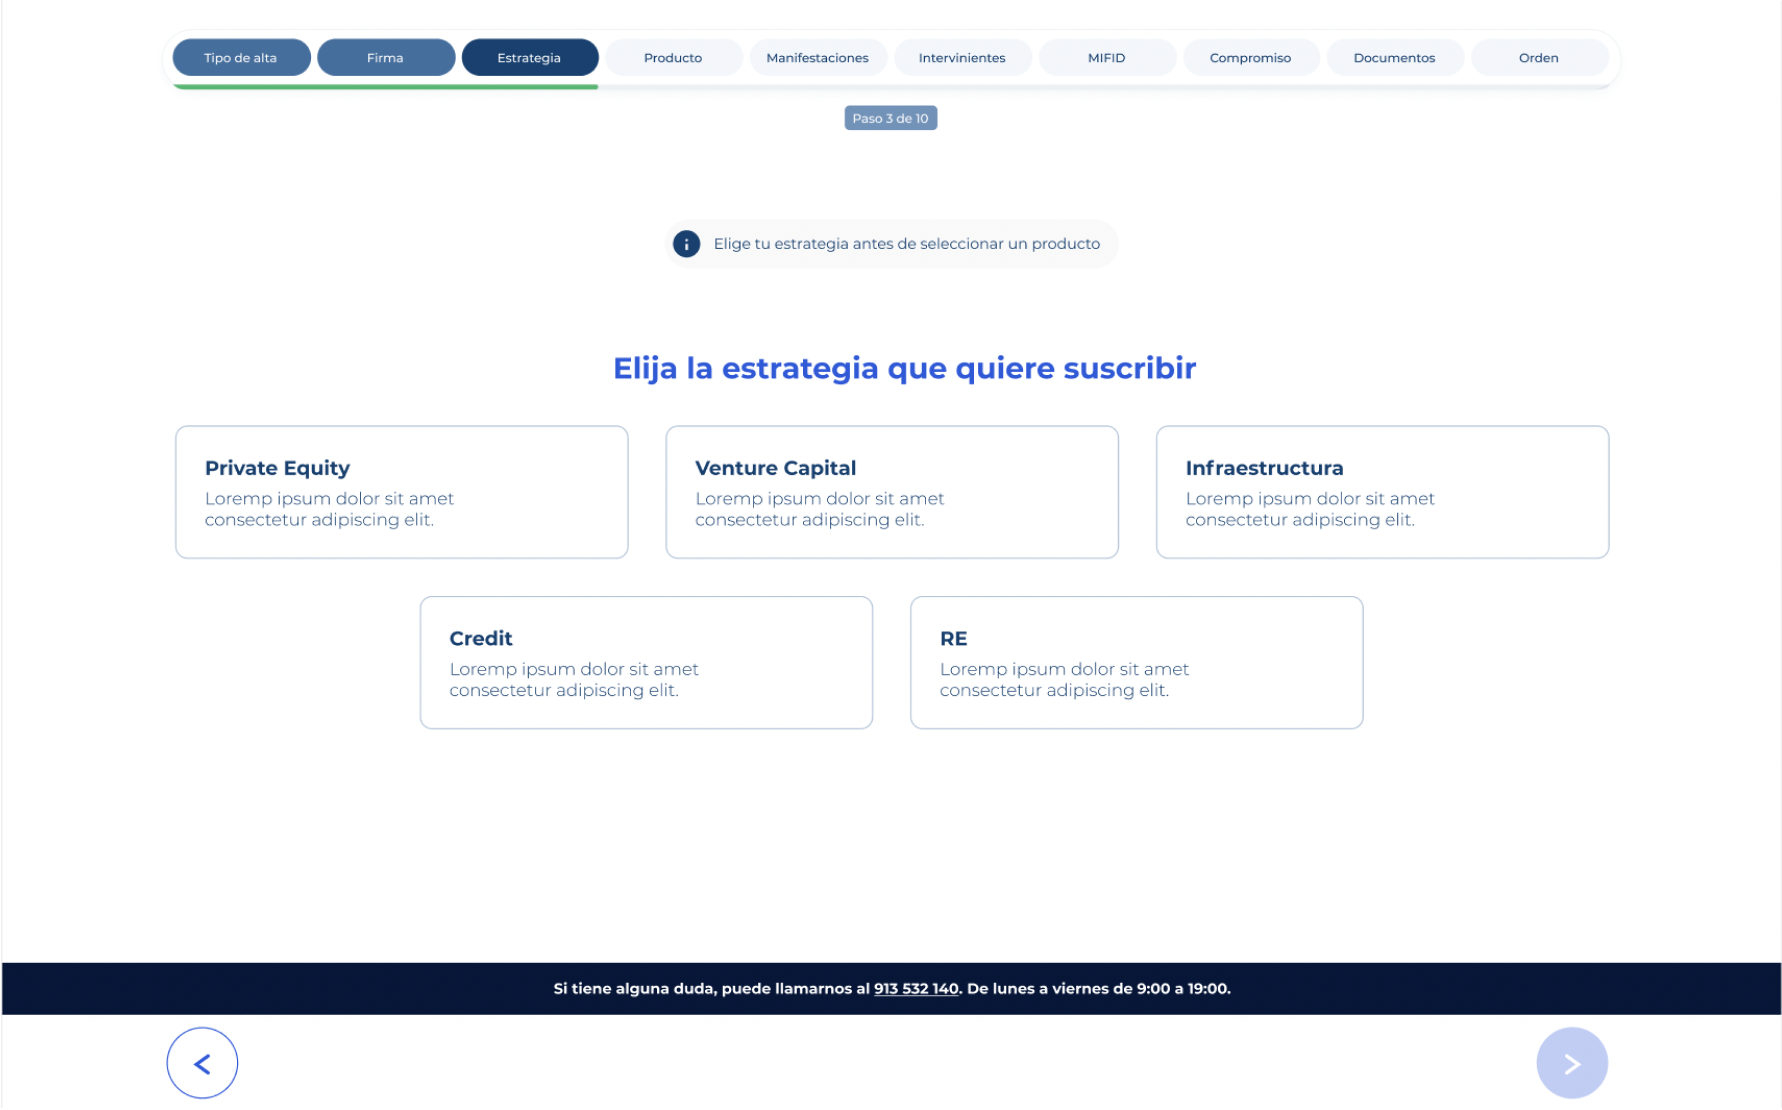 Tipo de alta
Firma
Estrategia
Producto
Manifestaciones
Intervinientes
MIFID
Compromiso
Documentos
Orden
Paso 3 de 10
Elige tu estrategia antes de seleccionar un producto
Elija la estrategia que quiere suscribir
Private Equity
Loremp ipsum dolor sit amet
consectetur adipiscing elit.
Venture Capital
Loremp ipsum dolor sit amet
consectetur adipiscing elit.
Infraestructura
Loremp ipsum dolor sit amet
consectetur adipiscing elit.
Credit
Loremp ipsum dolor sit amet
consectetur adipiscing elit.
RE
Loremp ipsum dolor sit amet
consectetur adipiscing elit.
Si tiene alguna duda, puede llamarnos al 913 532 140. De lunes a viernes de 9:00 a 19:00.